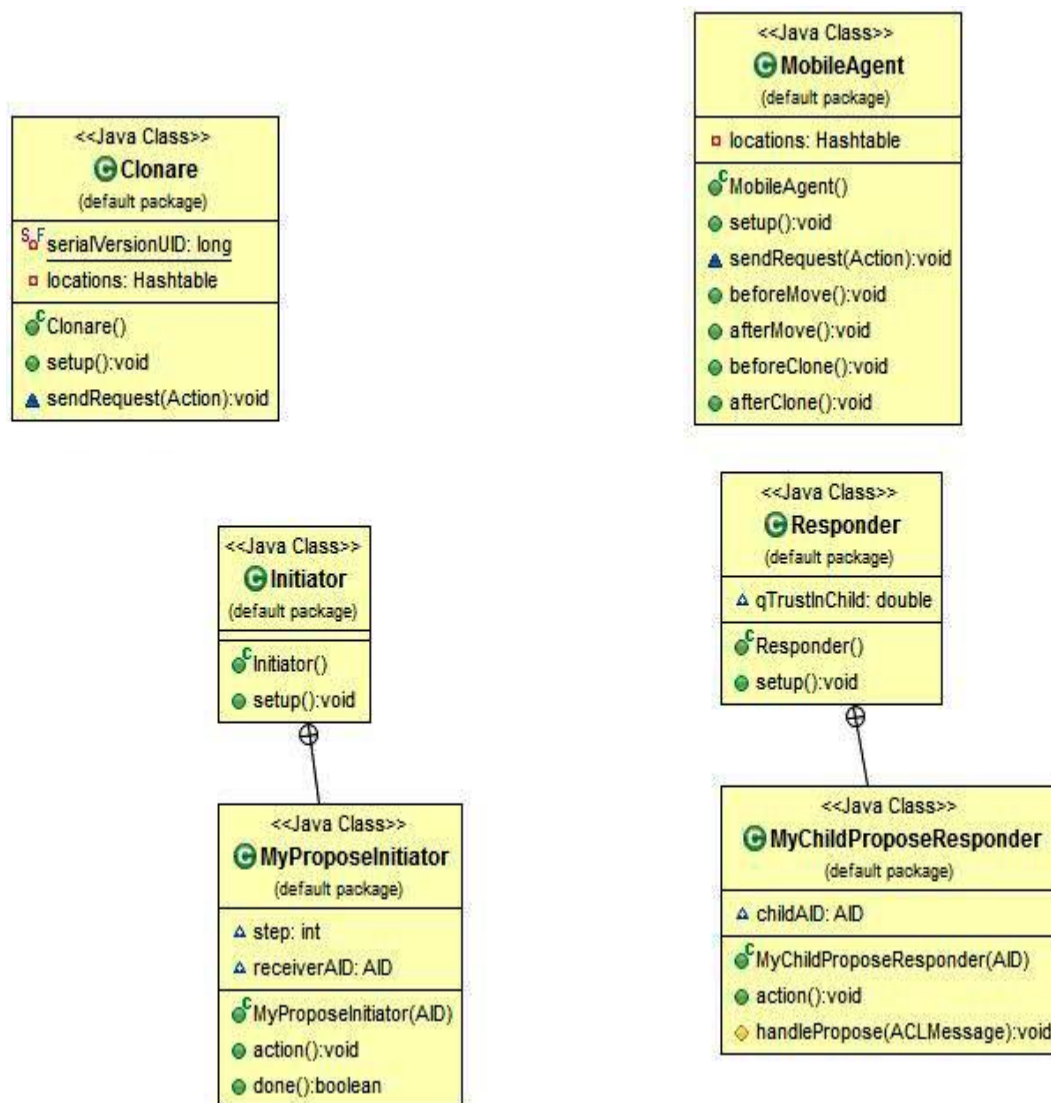 <<Java Class>>
Clonare
(default package)
serialVersionUID: long
locations: Hashtable
Clonare()
setup():void
sendRequest(Action):void
<<Java Class>>
MobileAgent
(default package)
locations: Hashtable
MobileAgent()
setup():void
sendRequest(Action):void
beforeMove():void
afterMove():void
beforeClone():void
afterClone():void
<<Java Class>>
Initiator
(default package)
Initiator()
setup():void
<<Java Class>>
Responder
(default package)
qTrustInChild: double
Responder()
setup():void
<<Java Class>>
MyProposeInitiator
(default package)
step: int
receiverAID: AID
MyProposeInitiator(AID)
action():void
done():boolean
<<Java Class>>
MyChildProposeResponder
(default package)
childAID: AID
MyChildProposeResponder(AID)
action():void
handlePropose(ACLMessage):void